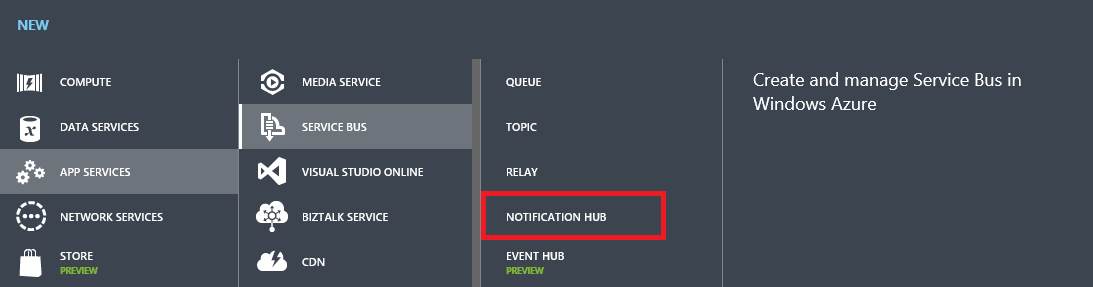 NEW
COMPUTE
DATA SERVICES
APP SERVICES
NETWORK SERVICES
STORE
PREVIEW
MEDIA SERVICE
SERVICE BUS
VISUAL STUDIO ONLINE
BIZTALK SERVICE
CDN
QUEUE
TOPIC
RELAY
NOTIFICATION HUB
EVENT HUB
PREVIEW
Create and manage Service Bus in
Windows Azure